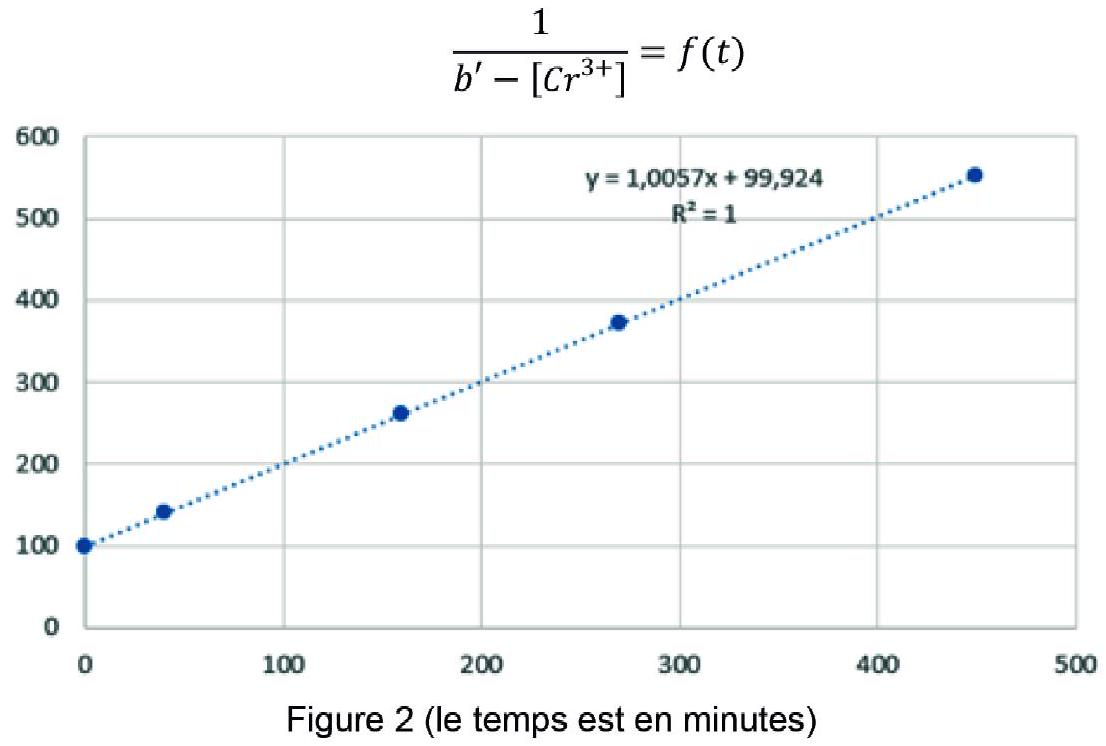 1
b′ − [Cr³⁺] = f(t)
600
y = 1,0057x + 99,924
R² = 1
500
400
300
200
100
0
0 100 200 300 400 500
Figure 2 (le temps est en minutes)